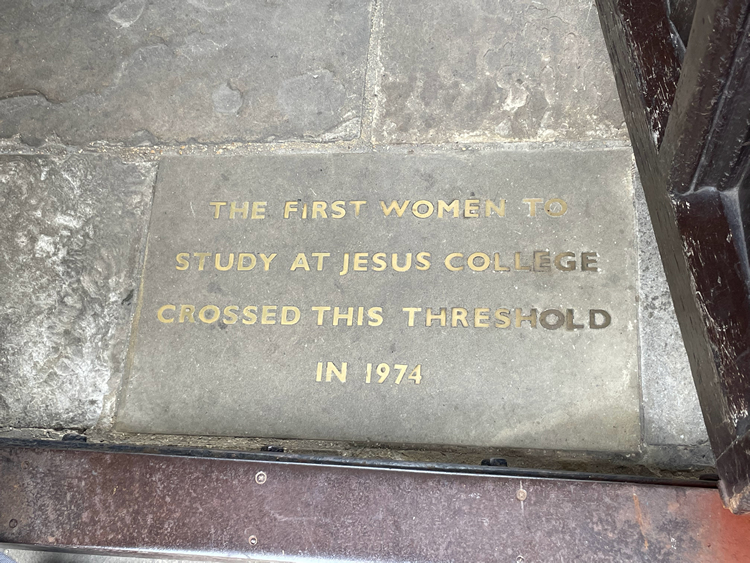 THE FIRST WOMEN TO
STUDY AT JESUS COLLEGE
CROSSED THIS THRESHOLD
IN 1974